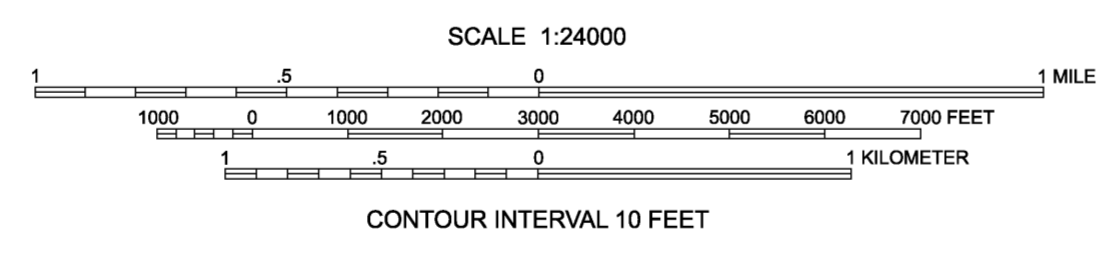 SCALE 1:24000
1 .5 0 1 MILE
1000 0 1000 2000 3000 4000 5000 6000 7000 FEET
1 .5 0 1 KILOMETER
CONTOUR INTERVAL 10 FEET